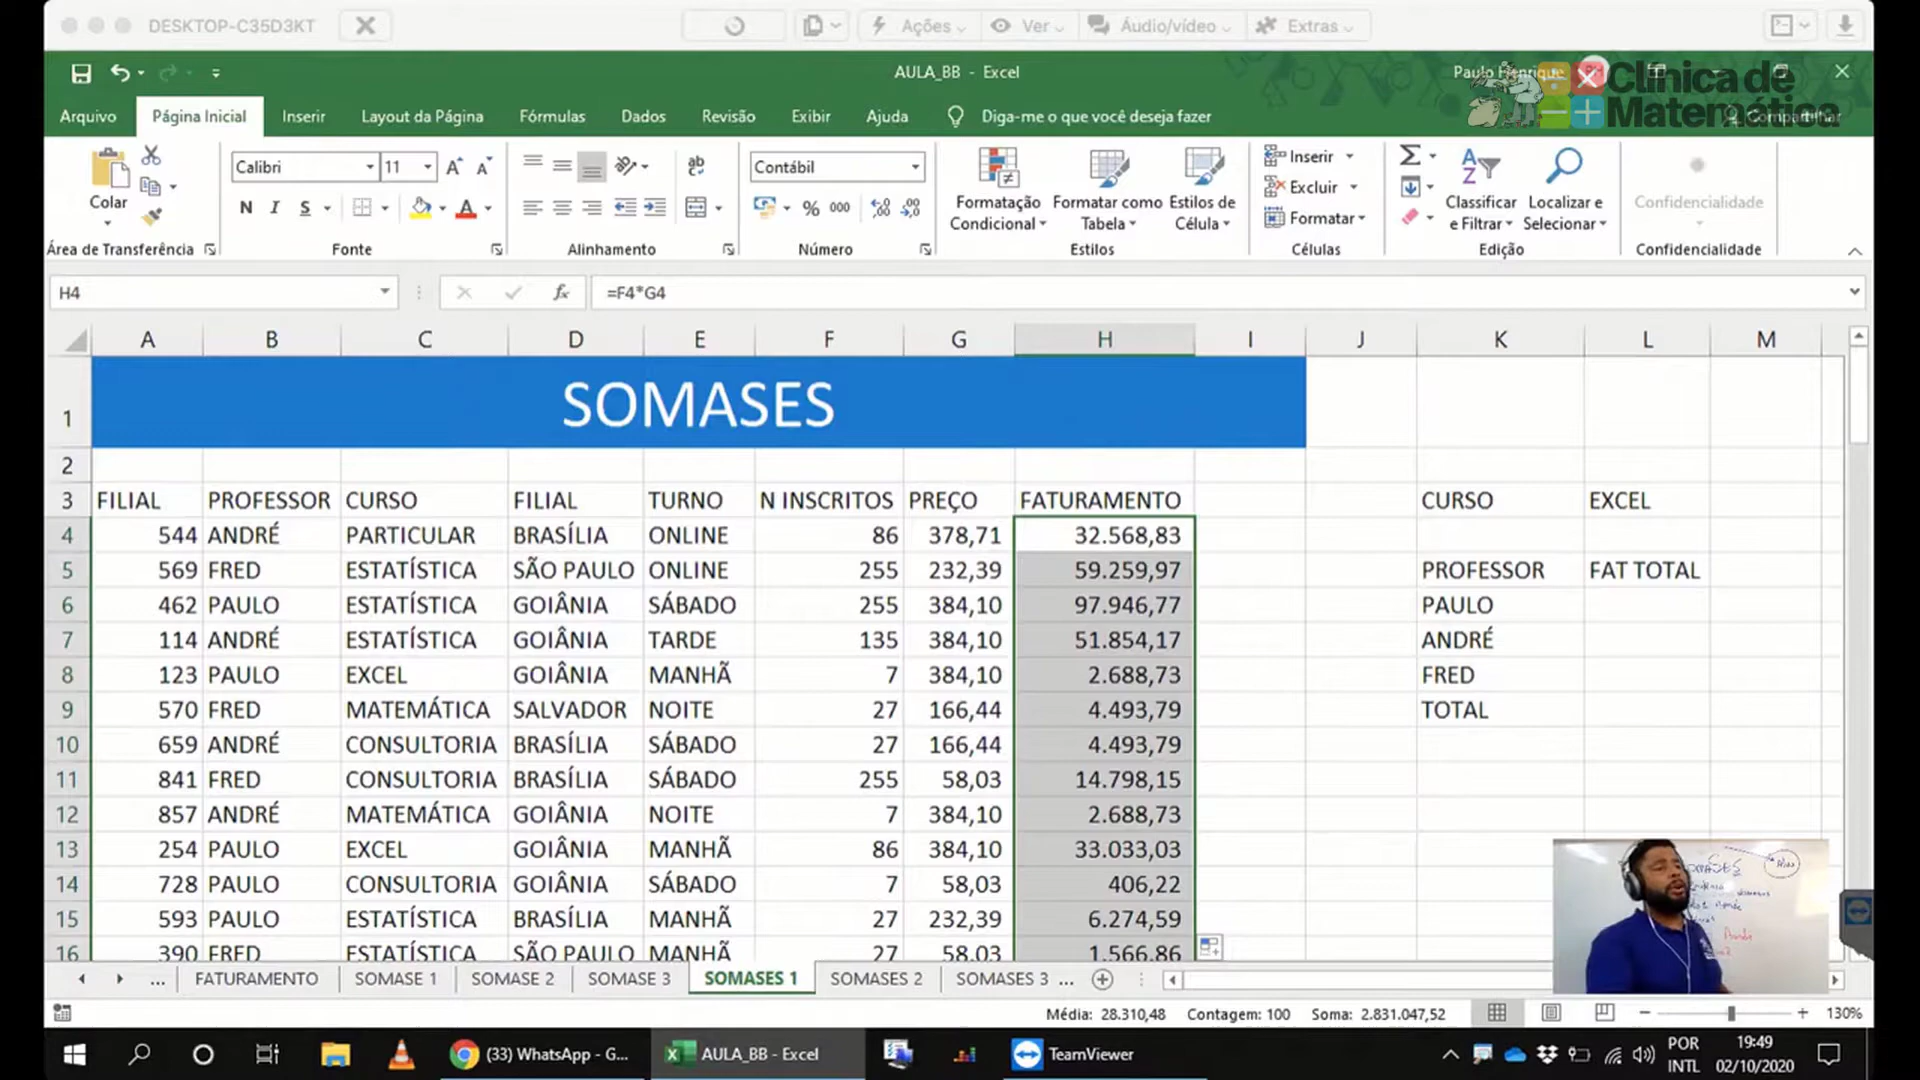 DESKTOP-C35D3KT Ações Ver Áudio/vídeo Extras
AULA_BB - Excel Paulo Henrique
Clínica de
Matemática
Arquivo Página Inicial Inserir Layout da Página Fórmulas Dados Revisão Exibir Ajuda Diga-me o que você deseja fazer Compartilhar
Colar Calibri 11 N I S Contábil % 000
Formatação Condicional Formatar como Tabela Estilos de Célula
Inserir
Excluir
Formatar
Classificar e Filtrar Localizar e Selecionar Confidencialidade
Área de Transferência Fonte Alinhamento Número Estilos Células Edição Confidencialidade
H4 fx =F4*G4
A B C D E F G H I J K L M
1 SOMASES
2
3 FILIAL PROFESSOR CURSO FILIAL TURNO N INSCRITOS PREÇO FATURAMENTO CURSO EXCEL
4 544 ANDRÉ PARTICULAR BRASÍLIA ONLINE 86 378,71 32.568,83
5 569 FRED ESTATÍSTICA SÃO PAULO ONLINE 255 232,39 59.259,97 PROFESSOR FAT TOTAL
6 462 PAULO ESTATÍSTICA GOIÂNIA SÁBADO 255 384,10 97.946,77 PAULO
7 114 ANDRÉ ESTATÍSTICA GOIÂNIA TARDE 135 384,10 51.854,17 ANDRÉ
8 123 PAULO EXCEL GOIÂNIA MANHÃ 7 384,10 2.688,73 FRED
9 570 FRED MATEMÁTICA SALVADOR NOITE 27 166,44 4.493,79 TOTAL
10 659 ANDRÉ CONSULTORIA BRASÍLIA SÁBADO 27 166,44 4.493,79
11 841 FRED CONSULTORIA BRASÍLIA SÁBADO 255 58,03 14.798,15
12 857 ANDRÉ MATEMÁTICA GOIÂNIA NOITE 7 384,10 2.688,73
13 254 PAULO EXCEL GOIÂNIA MANHÃ 86 384,10 33.033,03
14 728 PAULO CONSULTORIA GOIÂNIA SÁBADO 7 58,03 406,22
15 593 PAULO ESTATÍSTICA BRASÍLIA MANHÃ 27 232,39 6.274,59
16 390 FRED ESTATÍSTICA SÃO PAULO MANHÃ 27 58,03 1.566,86
... FATURAMENTO SOMASE 1 SOMASE 2 SOMASE 3 SOMASES 1 SOMASES 2 SOMASES 3 ...
Média: 28.310,48 Contagem: 100 Soma: 2.831.047,52 130%
(33) WhatsApp - G... AULA_BB - Excel TeamViewer POR INTL 19:49 02/10/2020